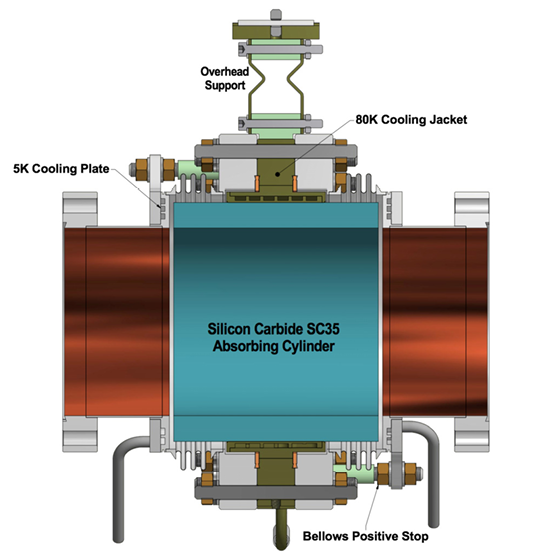 Overhead
Support
80K Cooling Jacket
5K Cooling Plate
Silicon Carbide SC35
Absorbing Cylinder
Bellows Positive Stop